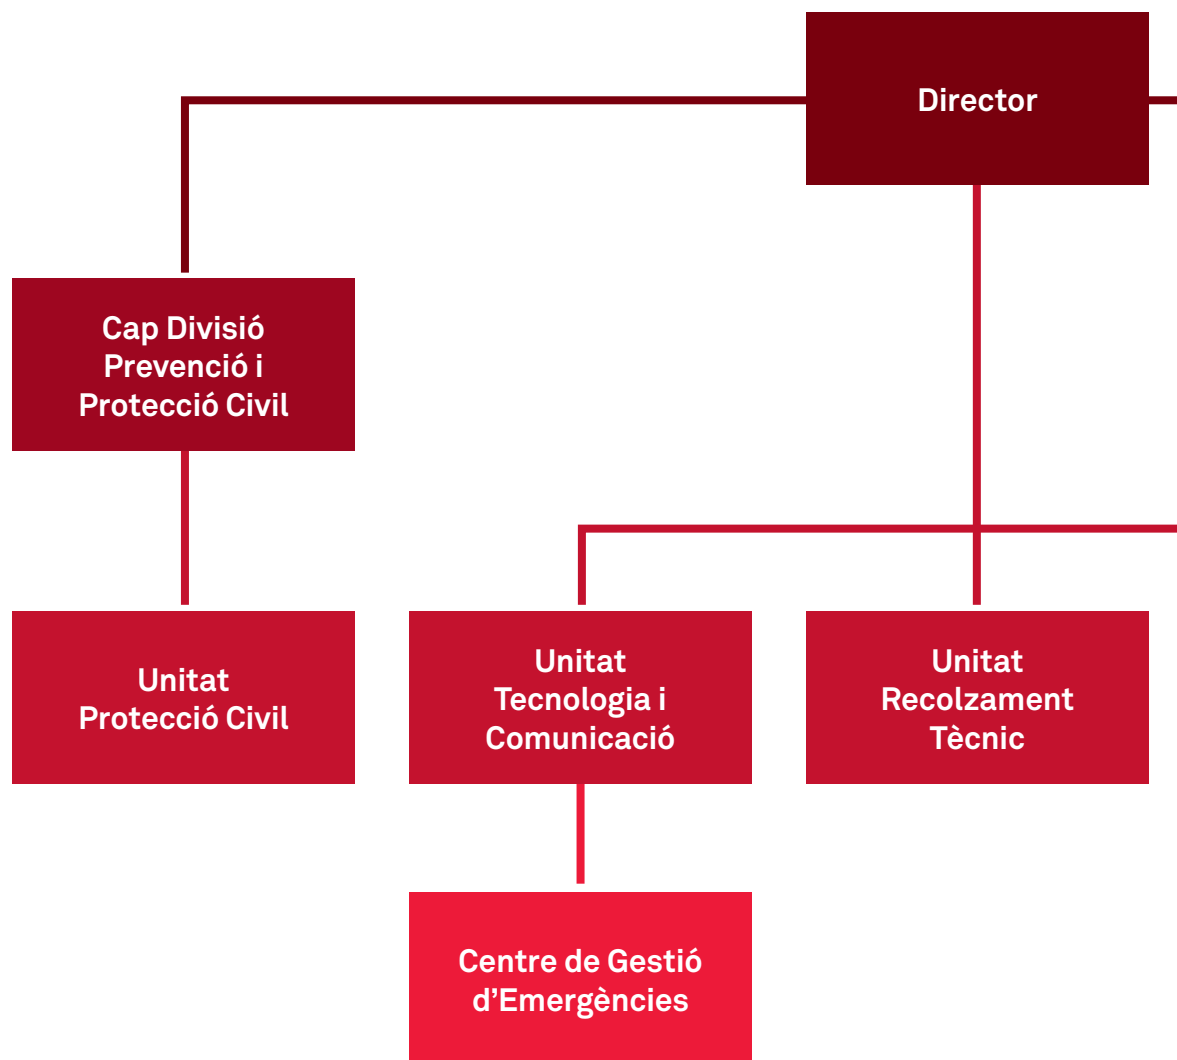 Director
Cap Divisió
Prevenció i
Protecció Civil
Unitat
Protecció Civil
Unitat
Tecnologia i
Comunicació
Unitat
Recolzament
Tècnic
Centre de Gestió
d’Emergències